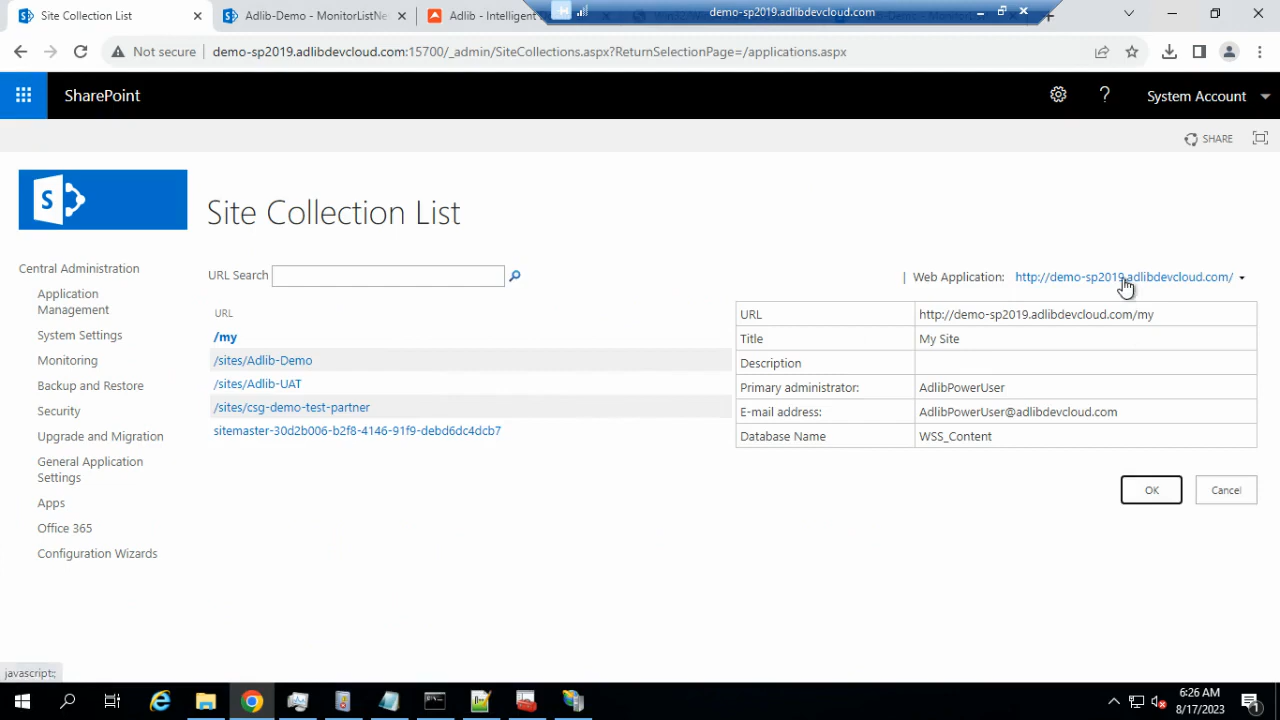 Site Collection List
Adlib-Demo - MonitorListNe
Adlib - Intelligent
demo-sp2019.adlibdevcloud.com
Not secure
demo-sp2019.adlibdevcloud.com:15700/_admin/SiteCollections.aspx?ReturnSelectionPage=/applications.aspx
SharePoint
?
System Account
SHARE
S
Site Collection List
Central Administration
Application
Management
System Settings
Monitoring
Backup and Restore
Security
Upgrade and Migration
General Application
Settings
Apps
Office 365
Configuration Wizards
URL Search
URL
/my
/sites/Adlib-Demo
/sites/Adlib-UAT
/sites/csg-demo-test-partner
sitemaster-30d2b006-b2f8-4146-91f9-debd6dc4dcb7
| Web Application: http://demo-sp2019.adlibdevcloud.com/
URL http://demo-sp2019.adlibdevcloud.com/my
Title My Site
Description
Primary administrator: AdlibPowerUser
E-mail address: AdlibPowerUser@adlibdevcloud.com
Database Name WSS_Content
OK Cancel
javascript:;
6:26 AM
8/17/2023
1